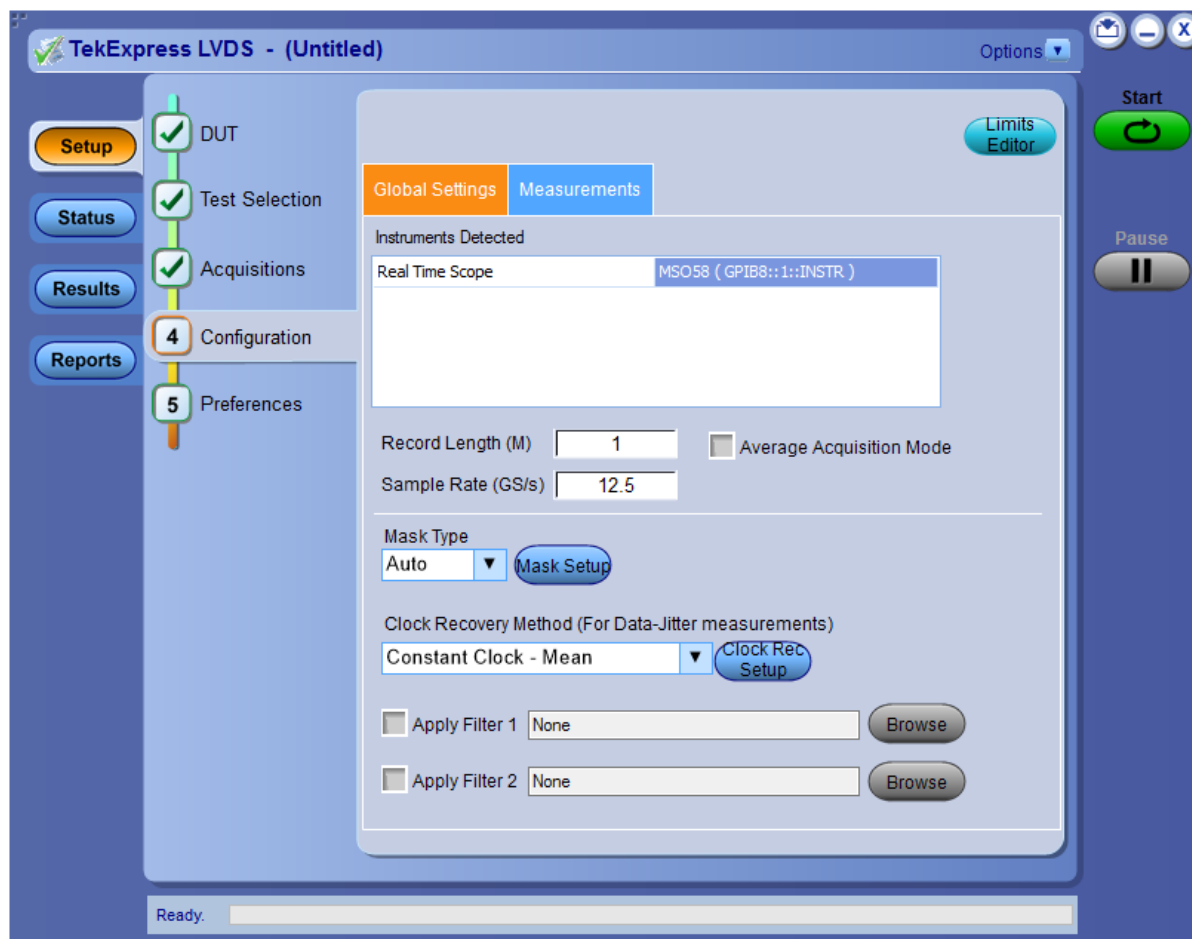 TekExpress LVDS - (Untitled)
Options
X
Setup
Status
Results
Reports
DUT
Test Selection
Acquisitions
4 Configuration
5 Preferences
Limits
Editor
Start
Pause
Global Settings Measurements
Instruments Detected
Real Time Scope MSO58 ( GPIB8::1::INSTR )
Record Length (M) 1 Average Acquisition Mode
Sample Rate (GS/s) 12.5
Mask Type
Auto Mask Setup
Clock Recovery Method (For Data-Jitter measurements)
Constant Clock - Mean Clock Rec
Setup
Apply Filter 1 None Browse
Apply Filter 2 None Browse
Ready.